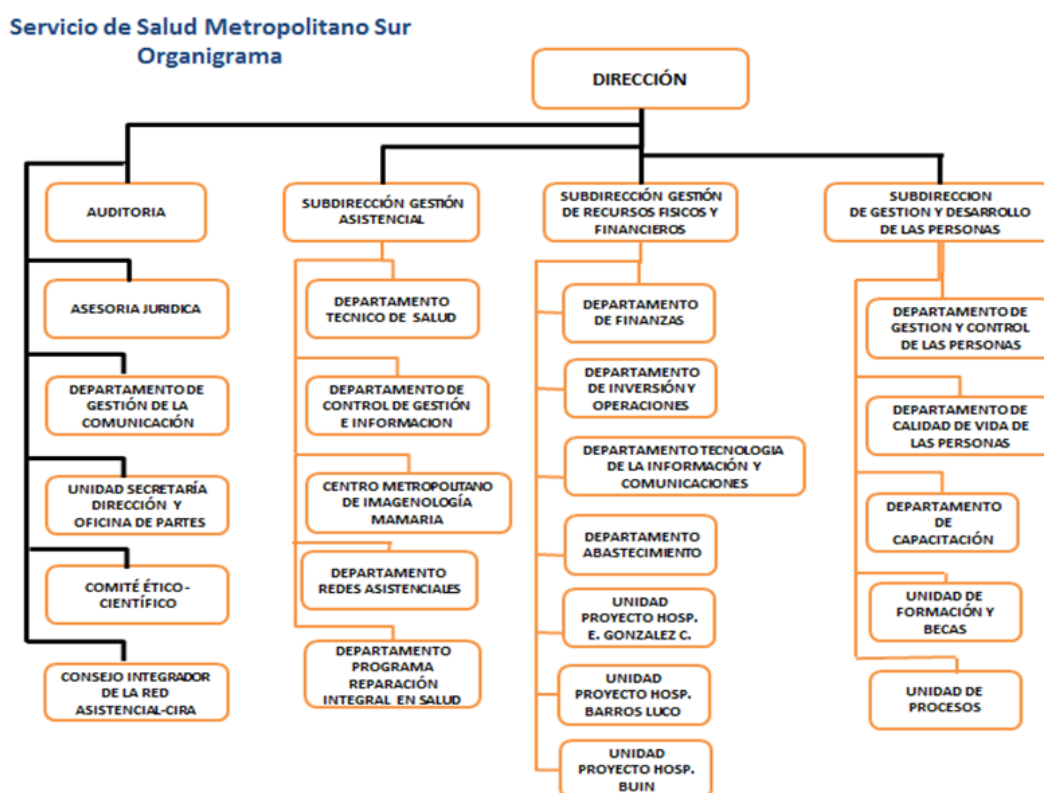 Servicio de Salud Metropolitano Sur
Organigrama
DIRECCIÓN
AUDITORIA
ASESORIA JURIDICA
DEPARTAMENTO DE
GESTIÓN DE LA
COMUNICACIÓN
UNIDAD SECRETARÍA
DIRECCIÓN Y
OFICINA DE PARTES
COMITÉ ÉTICO-
CIENTÍFICO
CONSEJO INTEGRADOR
DE LA RED
ASISTENCIAL-CIRA
SUBDIRECCIÓN GESTIÓN
ASISTENCIAL
DEPARTAMENTO
TECNICO DE SALUD
DEPARTAMENTO DE
CONTROL DE GESTIÓN
E INFORMACION
CENTRO METROPOLITANO
DE IMAGENOLOGÍA
MAMARIA
DEPARTAMENTO
REDES ASISTENCIALES
DEPARTAMENTO
PROGRAMA
REPARACIÓN
INTEGRAL EN SALUD
SUBDIRECCIÓN GESTIÓN
DE RECURSOS FISICOS Y
FINANCIEROS
DEPARTAMENTO
DE FINANZAS
DEPARTAMENTO
DE INVERSIÓN Y
OPERACIONES
DEPARTAMENTO TECNOLOGIA
DE LA INFORMACIÓN Y
COMUNICACIONES
DEPARTAMENTO
ABASTECIMIENTO
UNIDAD
PROYECTO HOSP.
E. GONZALEZ C.
UNIDAD
PROYECTO HOSP.
BARROS LUCO
UNIDAD
PROYECTO HOSP.
BUIN
SUBDIRECCION
DE GESTION Y DESARROLLO
DE LAS PERSONAS
DEPARTAMENTO DE
GESTION Y CONTROL
DE LAS PERSONAS
DEPARTAMENTO DE
CALIDAD DE VIDA DE
LAS PERSONAS
DEPARTAMENTO
DE
CAPACITACIÓN
UNIDAD DE
FORMACIÓN Y
BECAS
UNIDAD DE
PROCESOS